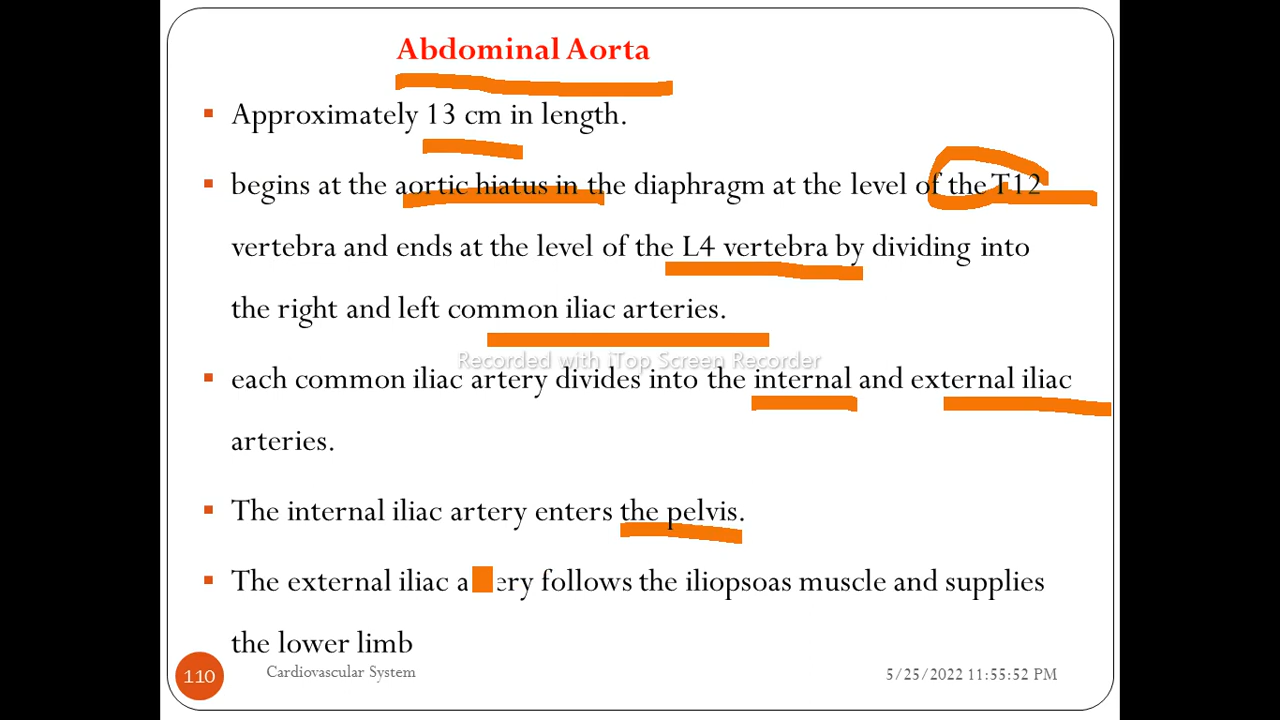 Abdominal Aorta
▪ Approximately 13 cm in length.
▪ begins at the aortic hiatus in the diaphragm at the level of the T12
vertebra and ends at the level of the L4 vertebra by dividing into
the right and left common iliac arteries.
Recorded with iTop Screen Recorder
▪ each common iliac artery divides into the internal and external iliac
arteries.
▪ The internal iliac artery enters the pelvis.
▪ The external iliac a ery follows the iliopsoas muscle and supplies
the lower limb
110 Cardiovascular System 5/25/2022 11:55:52 PM